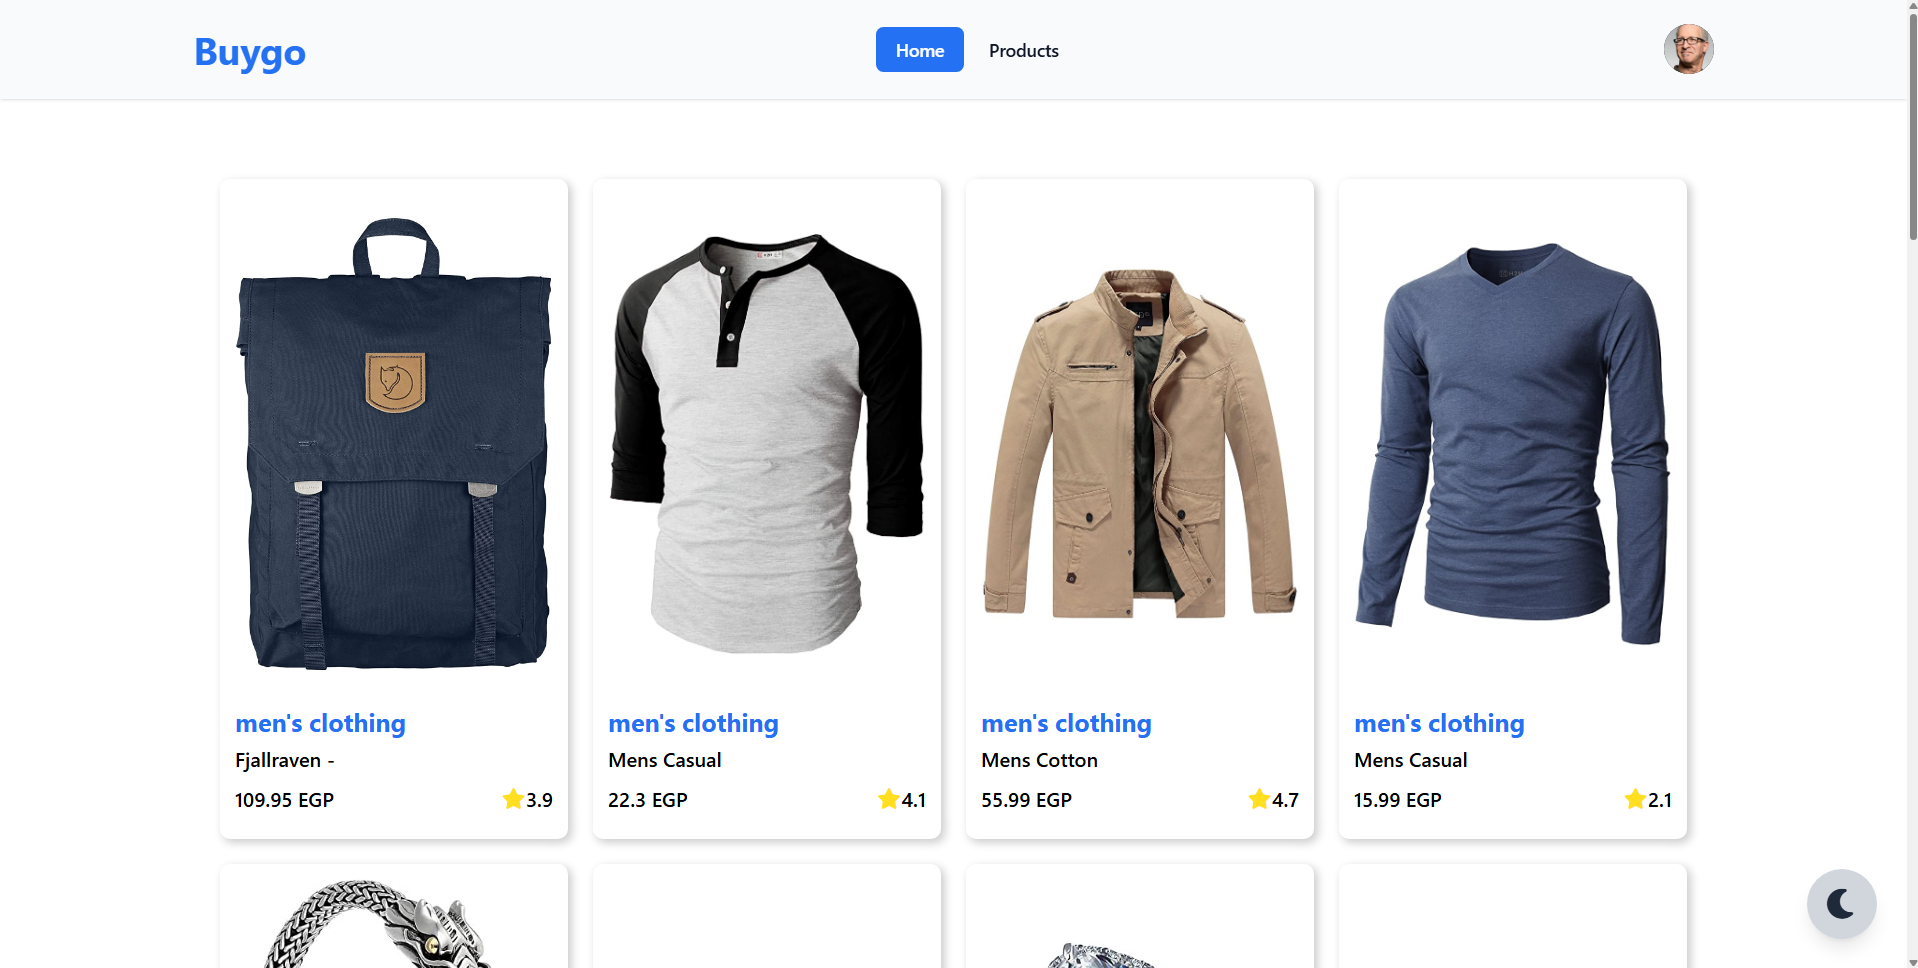 Buygo
Home
Products
men's clothing
Fjallraven -
109.95 EGP
3.9
men's clothing
Mens Casual
22.3 EGP
4.1
men's clothing
Mens Cotton
55.99 EGP
4.7
men's clothing
Mens Casual
15.99 EGP
2.1